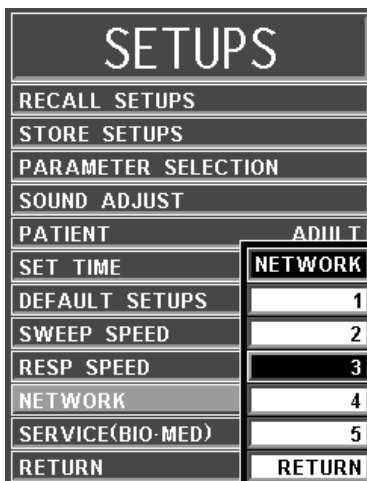 SETUPS
RECALL SETUPS
STORE SETUPS
PARAMETER SELECTION
SOUND ADJUST
PATIENT ADULT
SET TIME NETWORK
DEFAULT SETUPS 1
SWEEP SPEED 2
RESP SPEED 3
NETWORK 4
SERVICE(BIO-MED) 5
RETURN RETURN